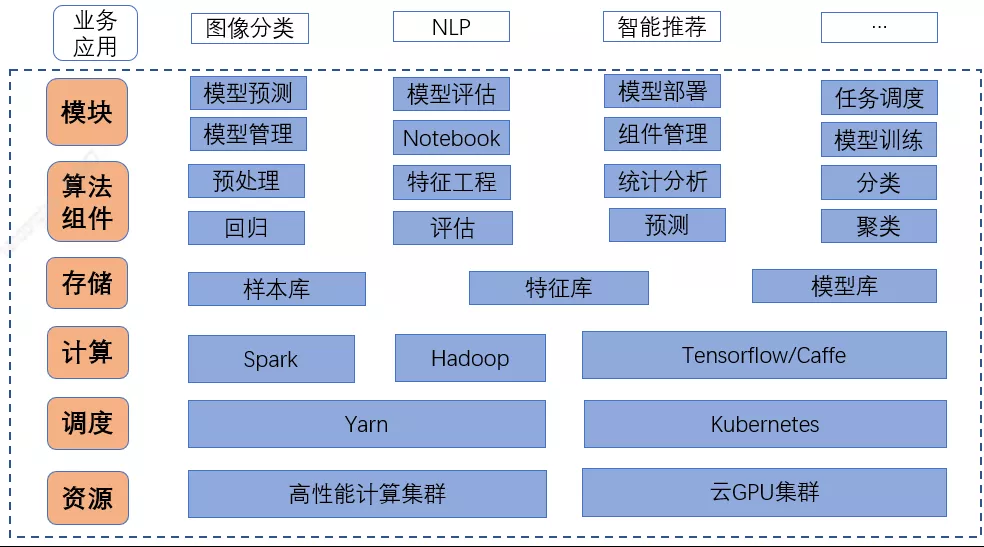 业务
应用
图像分类
NLP
智能推荐
...
模块
模型预测
模型评估
模型部署
任务调度
模型管理
Notebook
组件管理
模型训练
算法
组件
预处理
特征工程
统计分析
分类
回归
评估
预测
聚类
存储
样本库
特征库
模型库
计算
Spark
Hadoop
Tensorflow/Caffe
调度
Yarn
Kubernetes
资源
高性能计算集群
云GPU集群